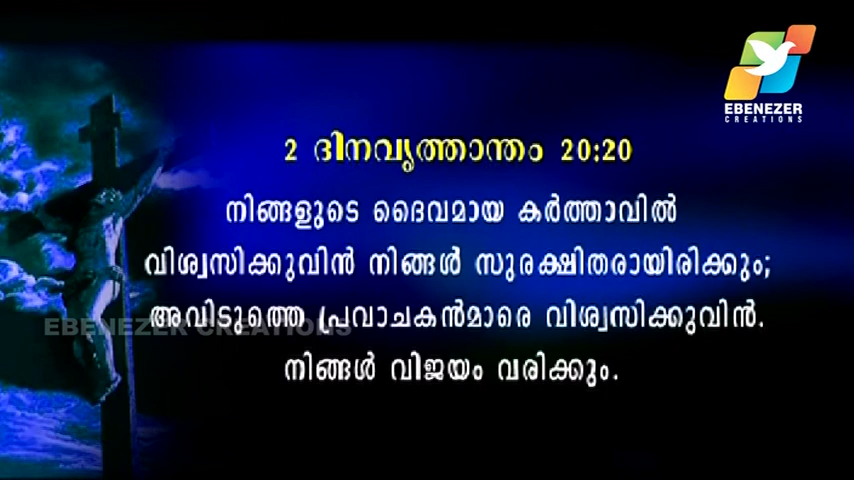 EBENEZER
CREATIONS
2 ദിനവൃത്താന്തം 20:20
നിങ്ങളുടെ ദൈവമായ കർത്താവിൽ
വിശ്വസിക്കുവിൻ നിങ്ങൾ സുരക്ഷിതരായിരിക്കും;
അവിടുത്തെ പ്രവാചകൻമാരെ വിശ്വസിക്കുവിൻ.
EBENEZER CREATIONS
നിങ്ങൾ വിജയം വരിക്കും.